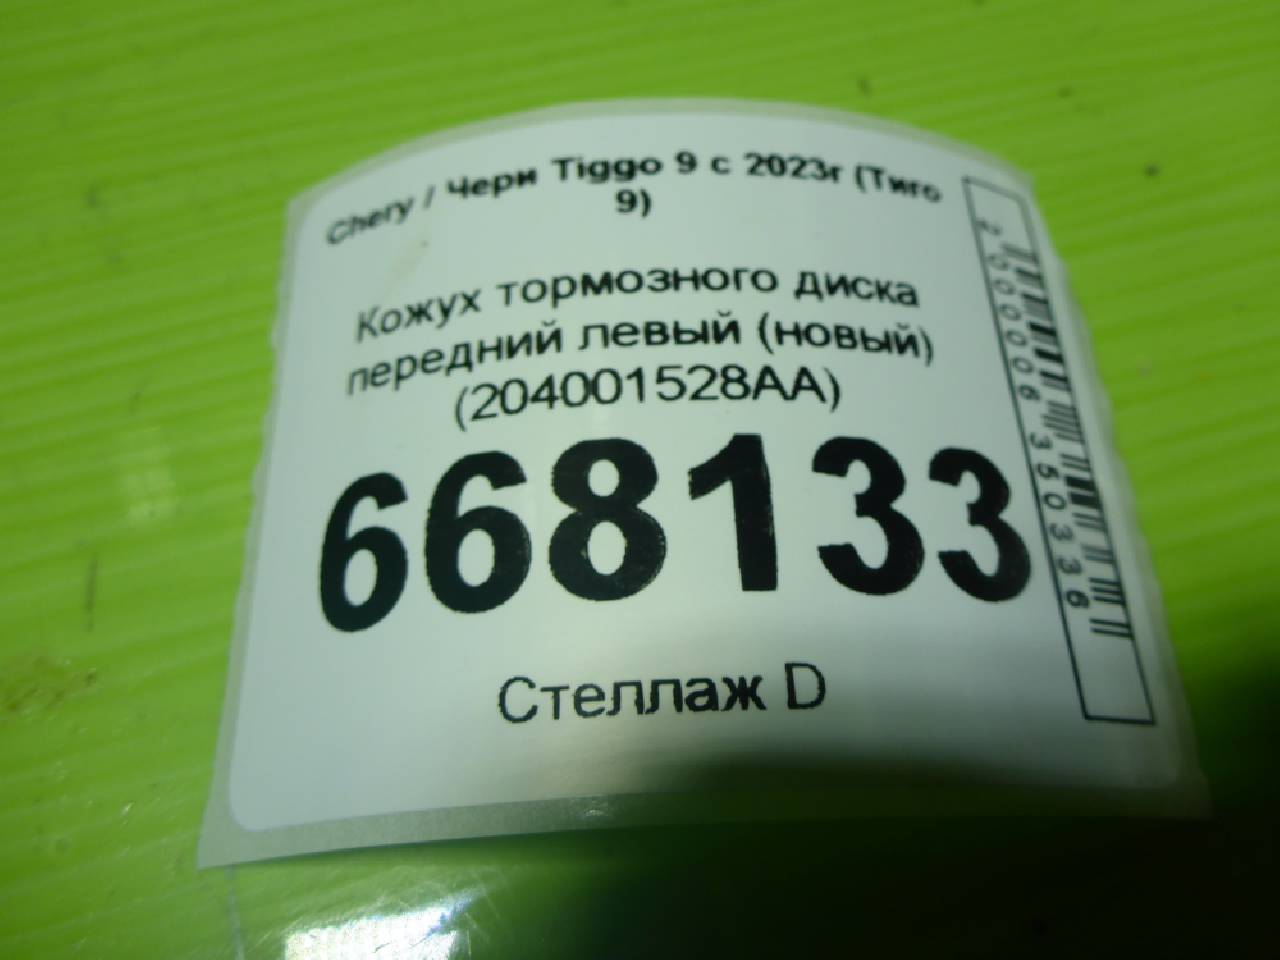 Chery / Чери Tiggo 9 с 2023г (Тиго
9)
Кожух тормозного диска
передний левый (новый)
(204001528AA)
668133
Стеллаж D
2000006350336